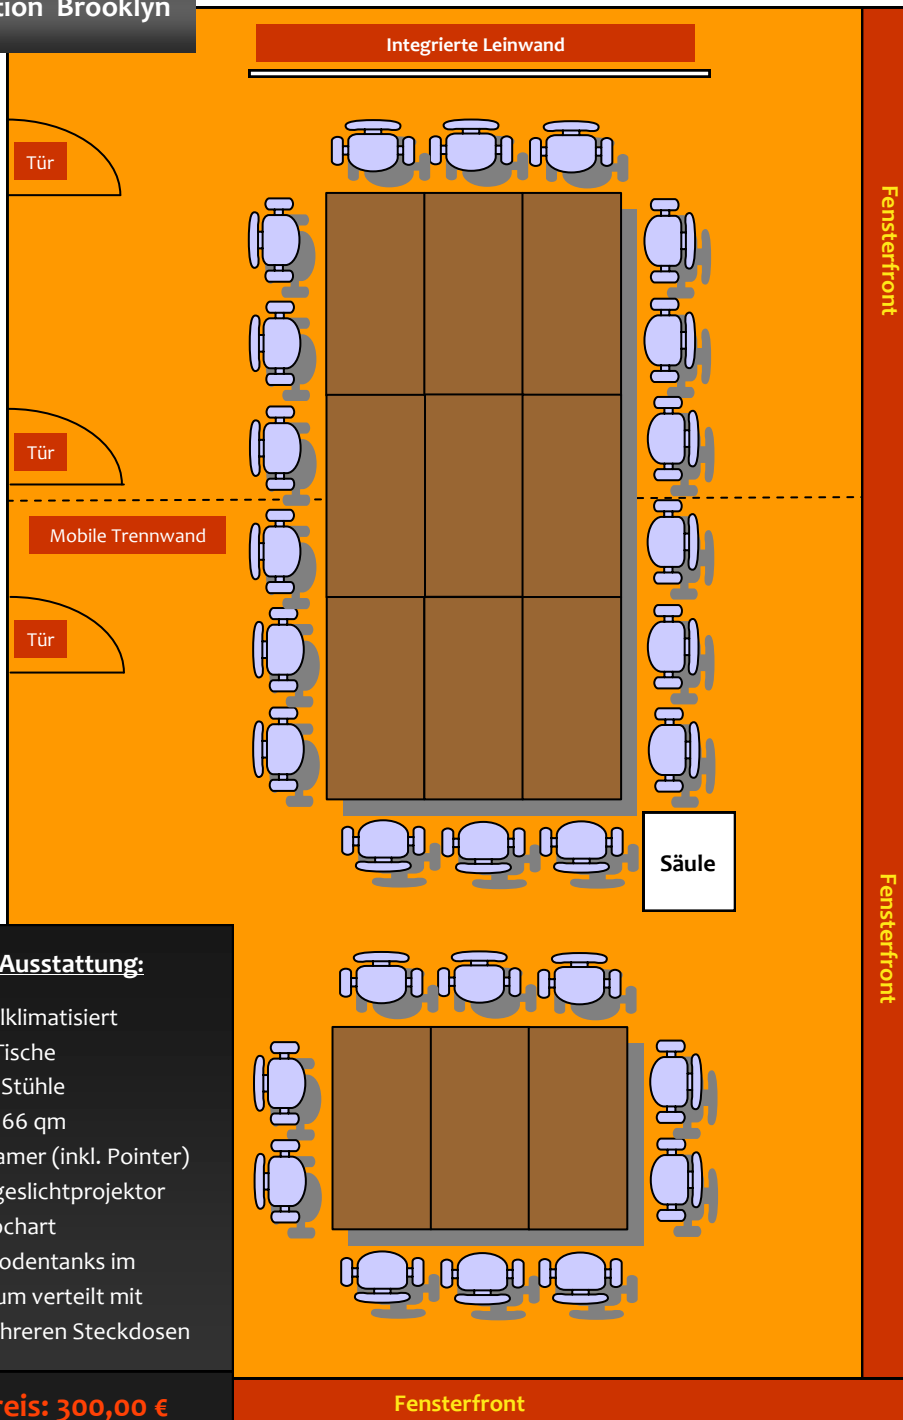 tion Brooklyn
Integrierte Leinwand
Tür
Fensterfront
Tür
Mobile Trennwand
Tür
Säule
Fensterfront
Ausstattung:
lklimatisiert
Tische
Stühle
66 qm
amer (inkl. Pointer)
geslichtprojektor
pchart
odentanks im
um verteilt mit
hreren Steckdosen
reis: 300,00 €
Fensterfront